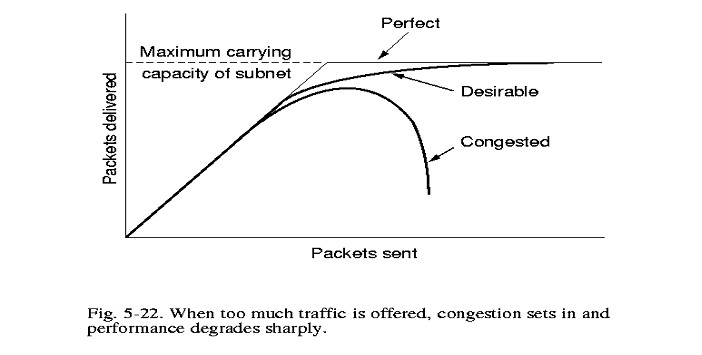 Perfect
Maximum carrying
capacity of subnet
Desirable
Congested
Packets delivered
Packets sent
Fig. 5-22. When too much traffic is offered, congestion sets in and
performance degrades sharply.